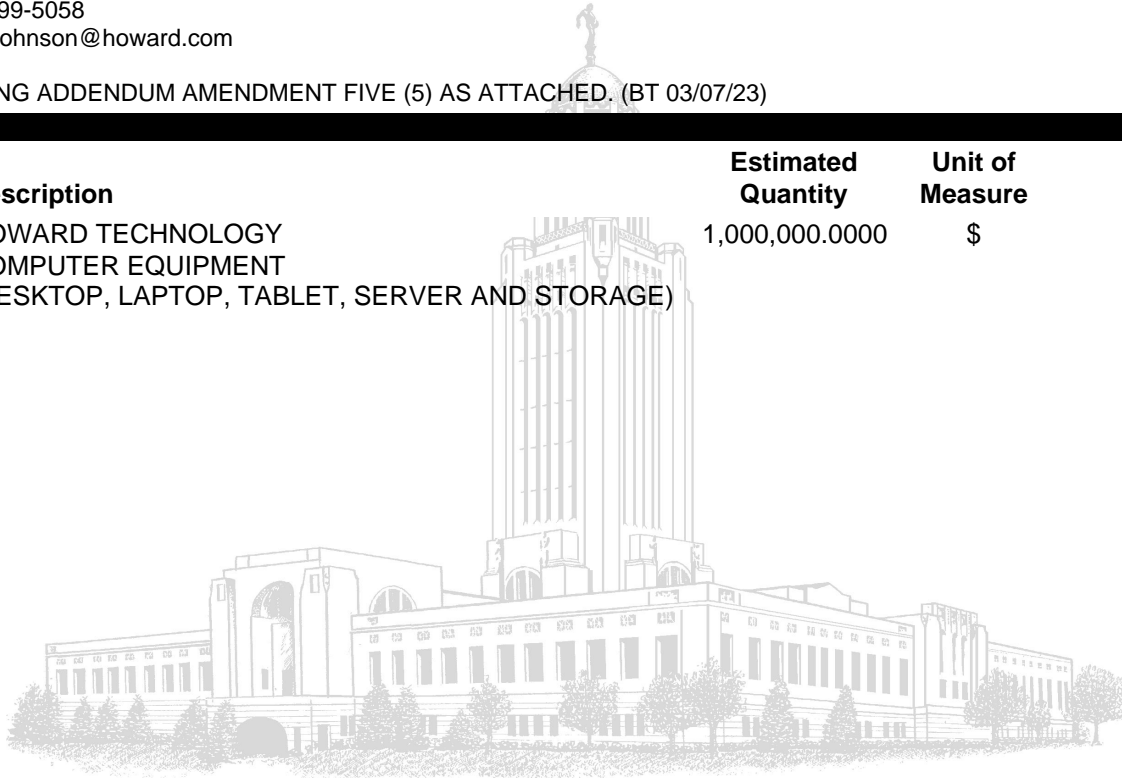 99-5058
ohnson@howard.com
NG ADDENDUM AMENDMENT FIVE (5) AS ATTACHED. (BT 03/07/23)
Estimated Unit of
scription Quantity Measure
OWARD TECHNOLOGY 1,000,000.0000 $
OMPUTER EQUIPMENT
ESKTOP, LAPTOP, TABLET, SERVER AND STORAGE)